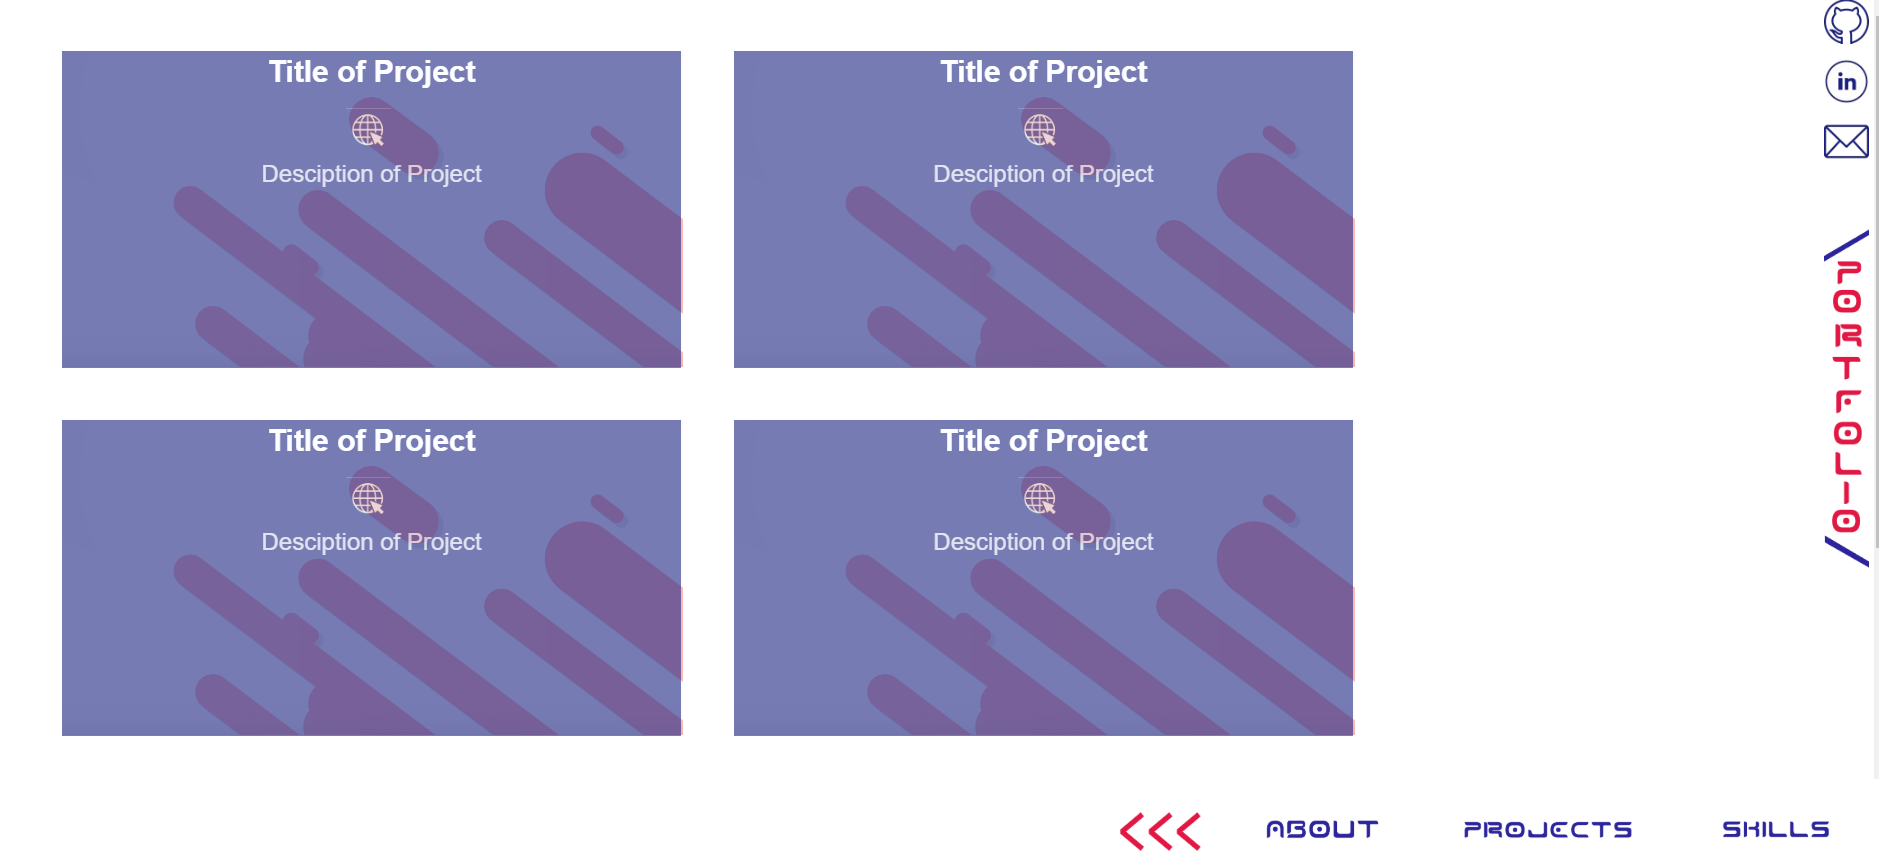 Title of Project
Desciption of Project
Title of Project
Desciption of Project
Title of Project
Desciption of Project
Title of Project
Desciption of Project
in
PORTFOLIO
ABOUT
PROJECTS
SKILLS